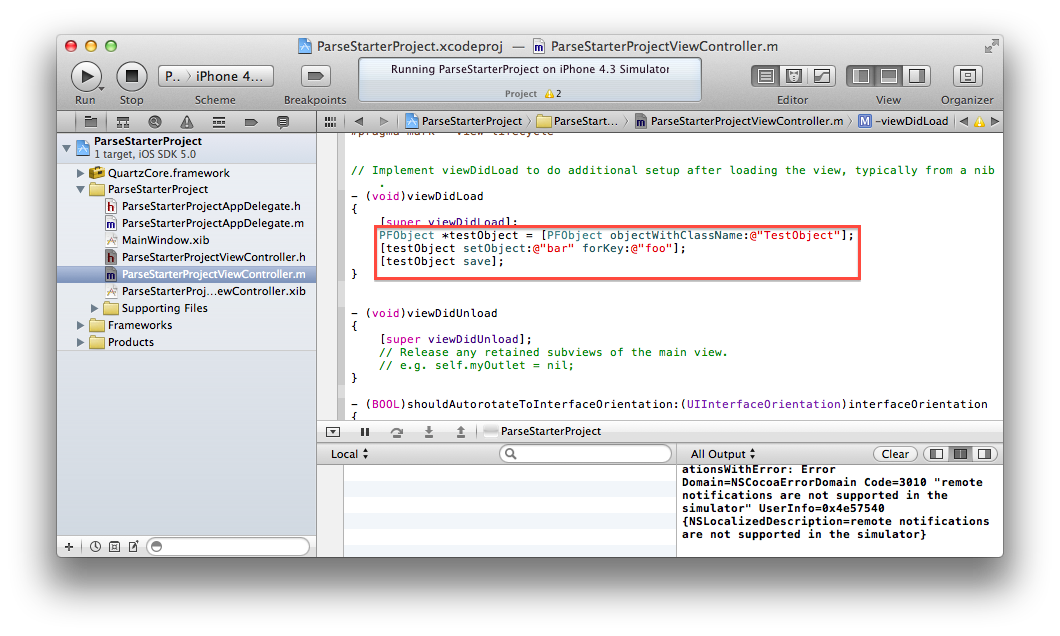 ParseStarterProject.xcodeproj — ParseStarterProjectViewController.m
P.. 〉 iPhone 4...
Running ParseStarterProject on iPhone 4.3 Simulator
Project 2
Run Stop Scheme Breakpoints Editor View Organizer
ParseStarterProject 〉 ParseStart... 〉 ParseStarterProjectViewController.m 〉 M -viewDidLoad
ParseStarterProject
1 target, iOS SDK 5.0
QuartzCore.framework
ParseStarterProject
h ParseStarterProjectAppDelegate.h
m ParseStarterProjectAppDelegate.m
MainWindow.xib
h ParseStarterProjectViewController.h
m ParseStarterProjectViewController.m
ParseStarterProj...ewController.xib
Supporting Files
Frameworks
Products
#pragma mark - View lifecycle
// Implement viewDidLoad to do additional setup after loading the view, typically from a nib
.
- (void)viewDidLoad
{
[super viewDidLoad];
PFObject *testObject = [PFObject objectWithClassName:@"TestObject"];
[testObject setObject:@"bar" forKey:@"foo"];
[testObject save];
}
- (void)viewDidUnload
{
[super viewDidUnload];
// Release any retained subviews of the main view.
// e.g. self.myOutlet = nil;
}
- (BOOL)shouldAutorotateToInterfaceOrientation:(UIInterfaceOrientation)interfaceOrientation
{
ParseStarterProject
Local
All Output Clear
ationsWithError: Error
Domain=NSCocoaErrorDomain Code=3010 "remote
notifications are not supported in the
simulator" UserInfo=0x4e57540
{NSLocalizedDescription=remote notifications
are not supported in the simulator}